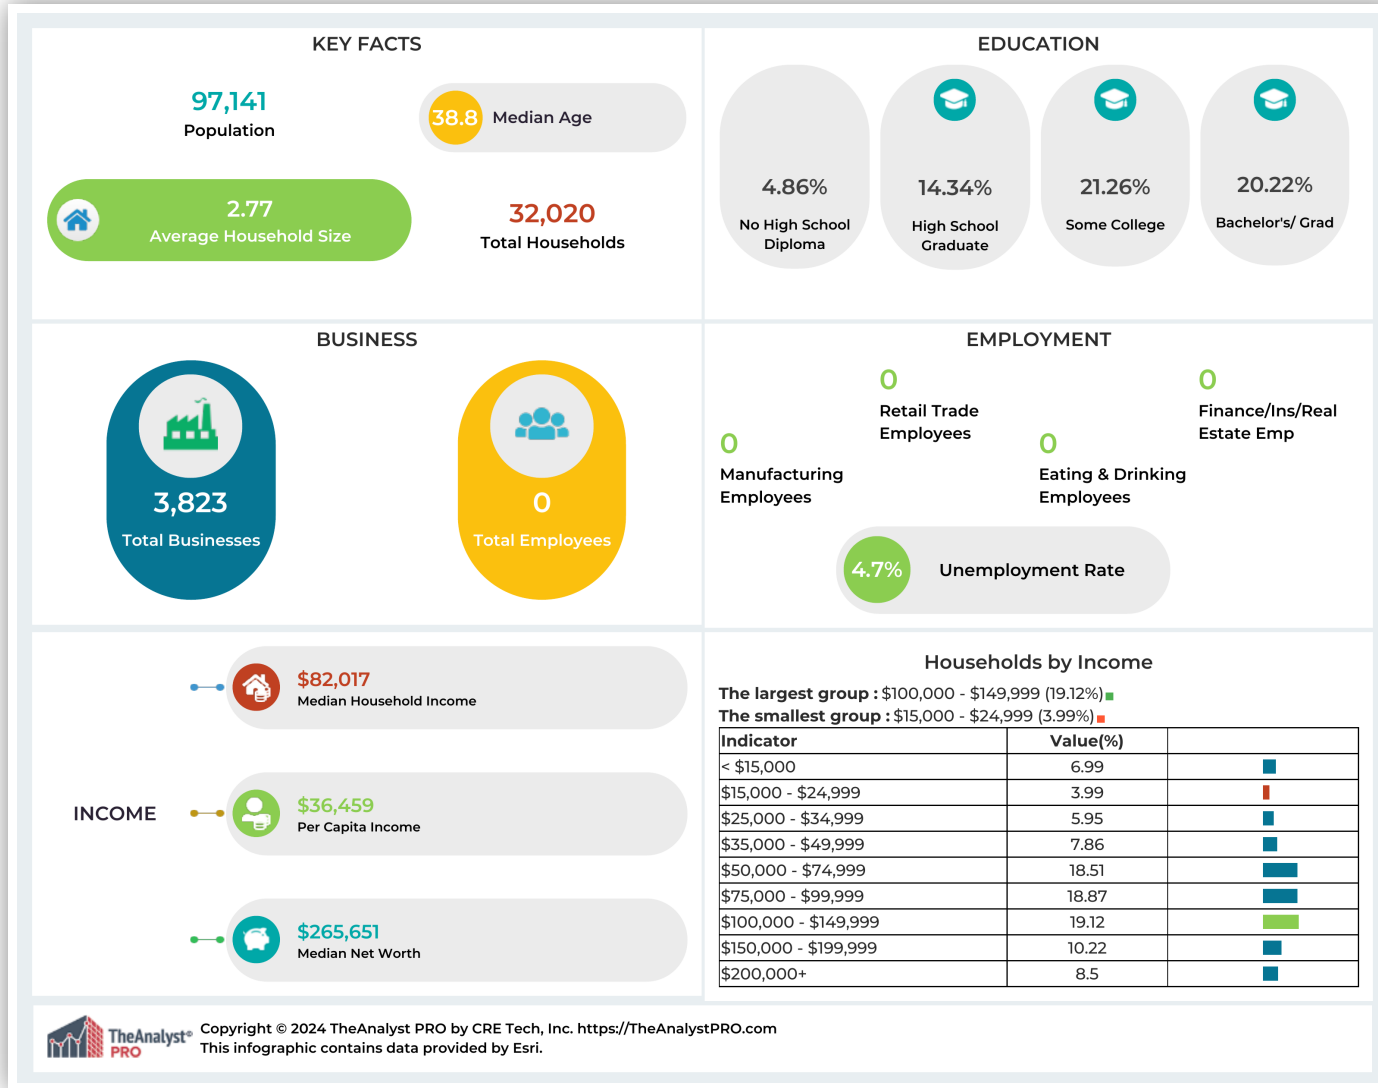 KEY FACTS
97,141
Population
38.8 Median Age
2.77
Average Household Size
32,020
Total Households
EDUCATION
4.86%
No High School
Diploma
14.34%
High School
Graduate
21.26%
Some College
20.22%
Bachelor's/ Grad
BUSINESS
3,823
Total Businesses
0
Total Employees
EMPLOYMENT
0
Manufacturing
Employees
0
Retail Trade
Employees
0
Eating & Drinking
Employees
0
Finance/Ins/Real
Estate Emp
4.7% Unemployment Rate
INCOME
$82,017
Median Household Income
$36,459
Per Capita Income
$265,651
Median Net Worth
Households by Income
The largest group : $100,000 - $149,999 (19.12%)
The smallest group : $15,000 - $24,999 (3.99%)
Indicator Value(%)
< $15,000 6.99
$15,000 - $24,999 3.99
$25,000 - $34,999 5.95
$35,000 - $49,999 7.86
$50,000 - $74,999 18.51
$75,000 - $99,999 18.87
$100,000 - $149,999 19.12
$150,000 - $199,999 10.22
$200,000+ 8.5
TheAnalyst®
PRO
Copyright © 2024 TheAnalyst PRO by CRE Tech, Inc. https://TheAnalystPRO.com
This infographic contains data provided by Esri.